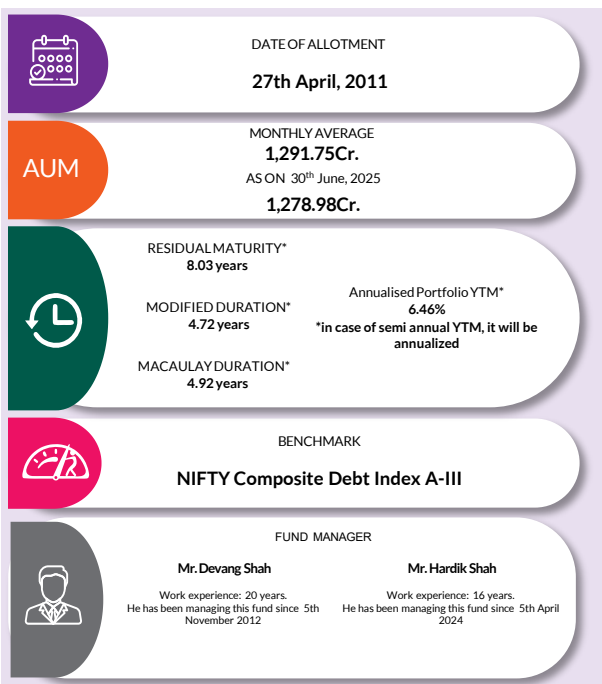 DATE OF ALLOTMENT
27th April, 2011
AUM
MONTHLY AVERAGE
1,291.75Cr.
AS ON 30th June, 2025
1,278.98Cr.
RESIDUAL MATURITY*
8.03 years
MODIFIED DURATION*
4.72 years
MACAULAY DURATION*
4.92 years
Annualised Portfolio YTM*
6.46%
*in case of semi annual YTM, it will be
annualized
BENCHMARK
NIFTY Composite Debt Index A-III
FUND MANAGER
Mr. Devang Shah
Work experience: 20 years.
He has been managing this fund since 5th
November 2012
Mr. Hardik Shah
Work experience: 16 years.
He has been managing this fund since 5th April
2024